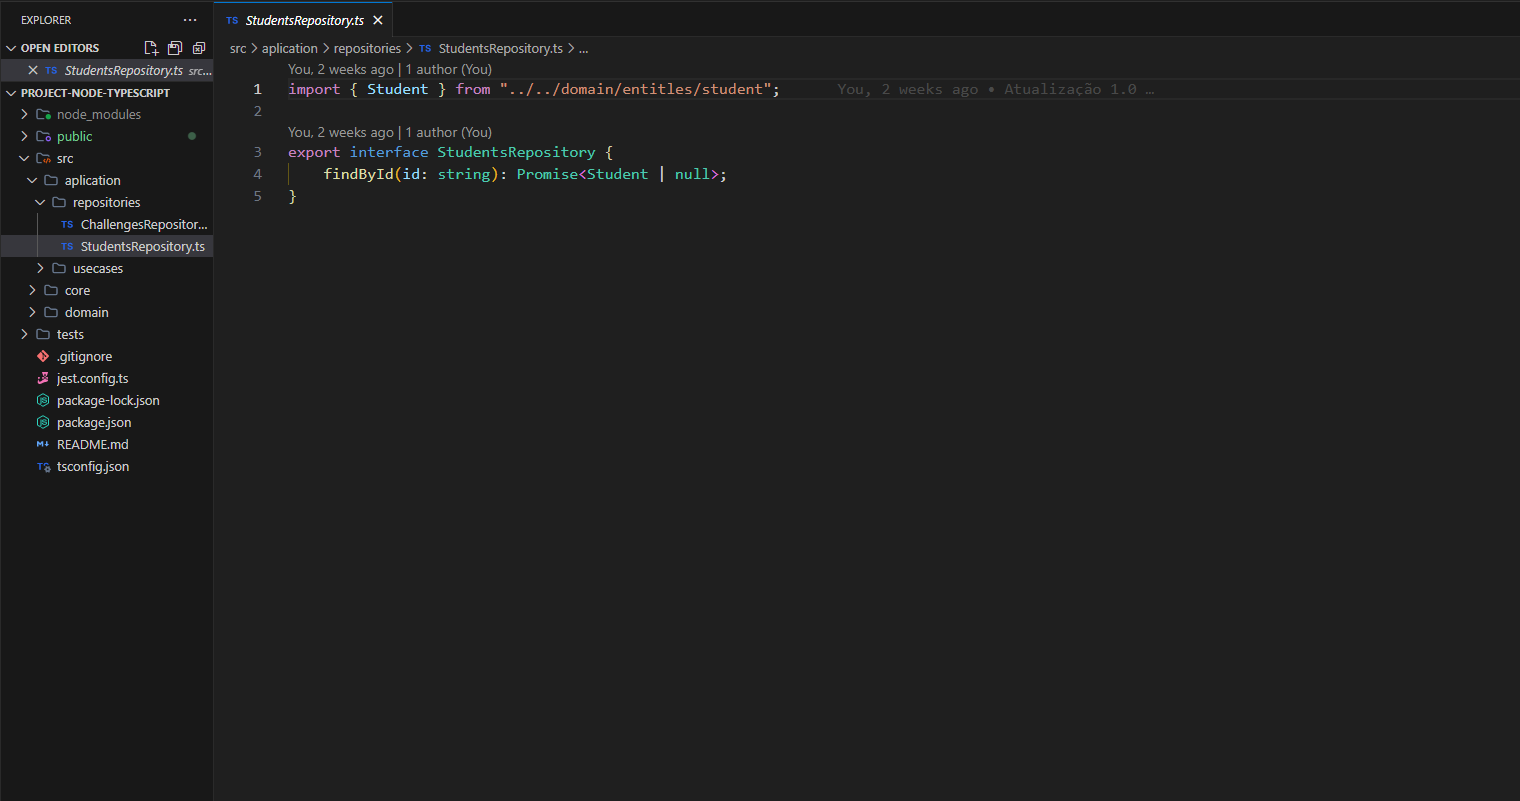 EXPLORER ...
OPEN EDITORS
TS StudentsRepository.ts src...
PROJECT-NODE-TYPESCRIPT
node_modules
public
src
aplication
repositories
TS ChallengesRepositor...
TS StudentsRepository.ts
usecases
core
domain
tests
.gitignore
jest.config.ts
JS package-lock.json
JS package.json
M README.md
TS tsconfig.json
TS StudentsRepository.ts
src > aplication > repositories > TS StudentsRepository.ts > ...
You, 2 weeks ago | 1 author (You)
1 import { Student } from "../../domain/entitles/student"; You, 2 weeks ago • Atualização 1.0 …
2
You, 2 weeks ago | 1 author (You)
3 export interface StudentsRepository {
4 findById(id: string): Promise<Student | null>;
5 }